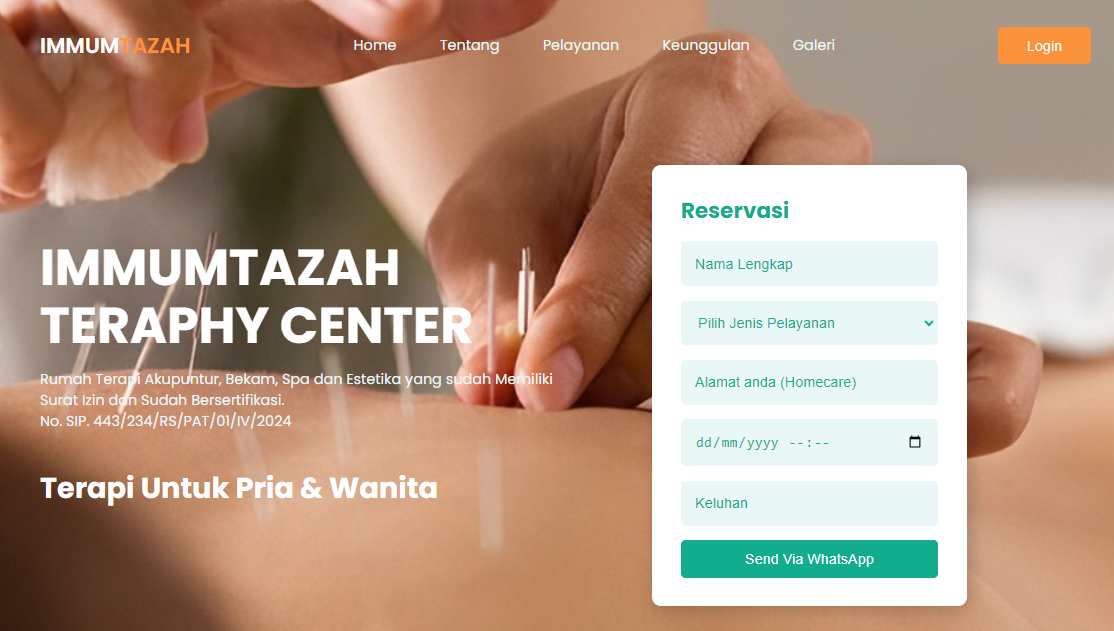 IMMUMTAZAH
Home
Tentang
Pelayanan
Keunggulan
Galeri
Login
IMMUMTAZAH
TERAPHY CENTER
Rumah Terapi Akupuntur, Bekam, Spa dan Estetika yang sudah Memiliki
Surat Izin dan Sudah Bersertifikasi.
No. SIP. 443/234/RS/PAT/01/IV/2024
Terapi Untuk Pria & Wanita
Reservasi
Nama Lengkap
Pilih Jenis Pelayanan
Alamat anda (Homecare)
dd/mm/yyyy --:--
Keluhan
Send Via WhatsApp